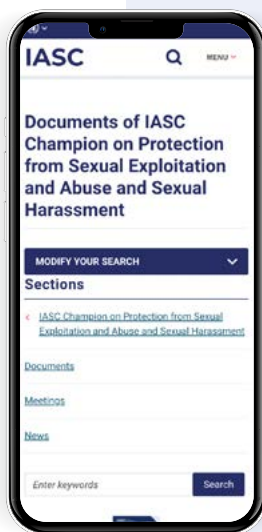 IASC
MENU
Documents of IASC
Champion on Protection
from Sexual Exploitation
and Abuse and Sexual
Harassment
MODIFY YOUR SEARCH
Sections
IASC Champion on Protection from Sexual
Exploitation and Abuse and Sexual Harassment
Documents
Meetings
News
Enter keywords
Search